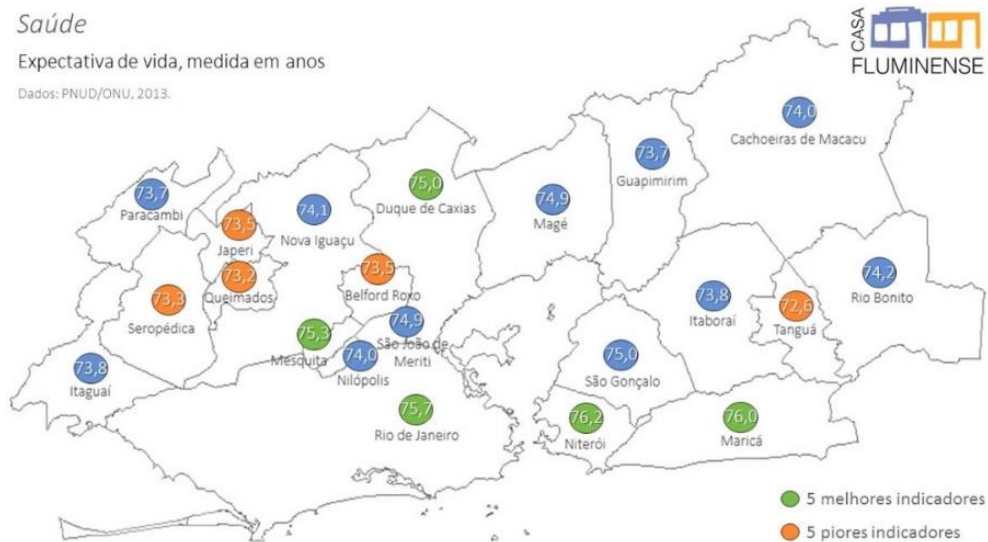 Saúde
Expectativa de vida, medida em anos
Dados: PNUD/ONU, 2013.
CASA
FLUMINENSE
74,0
Cachoeiras de Macacu
73,7
Guapimirim
75,0
Duque de Caxias
74,9
Magé
73,7
Paracambi
74,1
Nova Iguaçu
73,5
Japeri
73,2
Queimados
73,5
Belford Roxo
73,3
Seropédica
74,2
Rio Bonito
73,8
Itaboraí
72,6
Tanguá
74,9
São João de
Meriti
75,3
Mesquita
74,0
Nilópolis
73,8
Itaguaí
75,0
São Gonçalo
75,7
Rio de Janeiro
76,2
Niterói
76,0
Maricá
5 melhores indicadores
5 piores indicadores